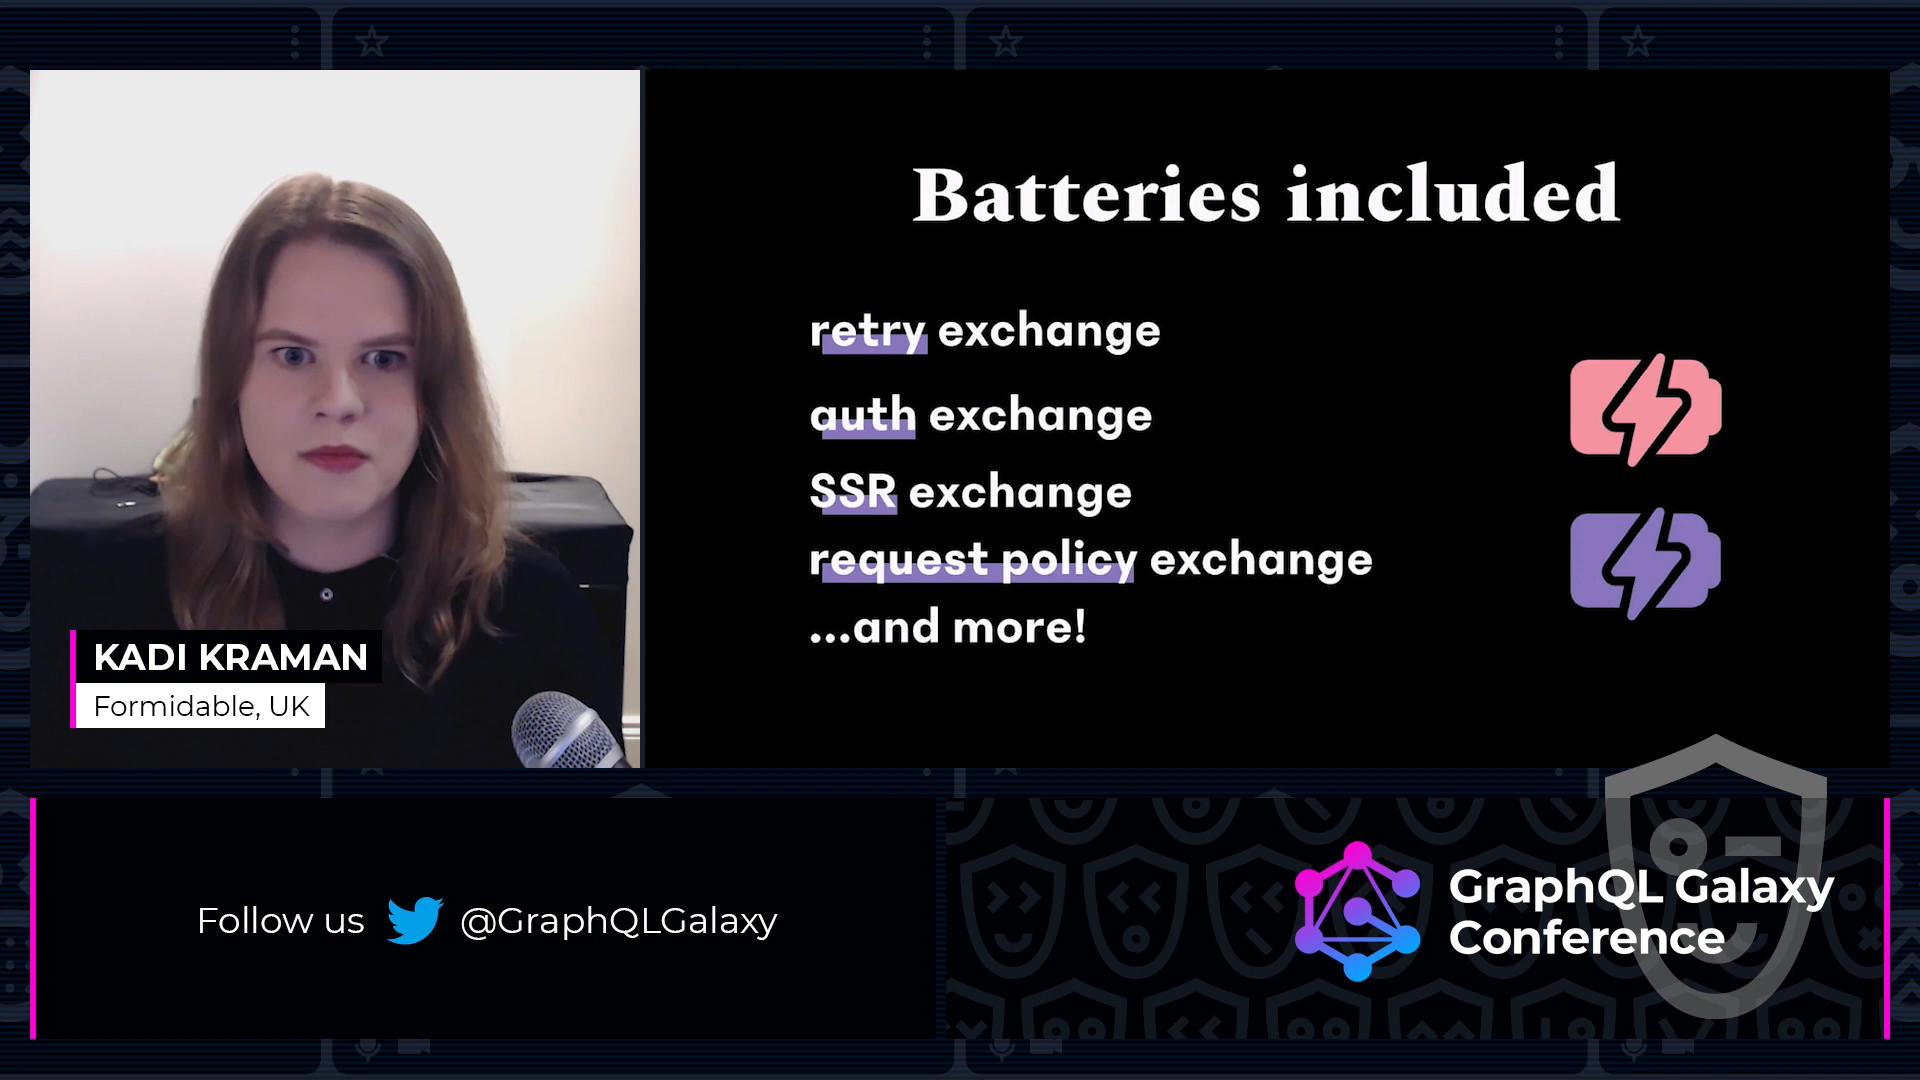 Batteries included
retry exchange
auth exchange
SSR exchange
request policy exchange
...and more!
KADI KRAMAN
Formidable, UK
Follow us @GraphQLGalaxy
GraphQL Galaxy
Conference